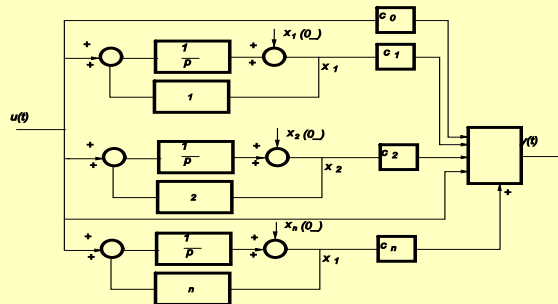 c 0
x 1 (0_)
+
+
1
p
+
+
c 1
x 1
1
u(t)
y(t)
x 2 (0_)
+
+
1
p
+
+
c 2
x 2
2
x n (0_)
+
+
+
1
p
+
+
c n
x 1
n